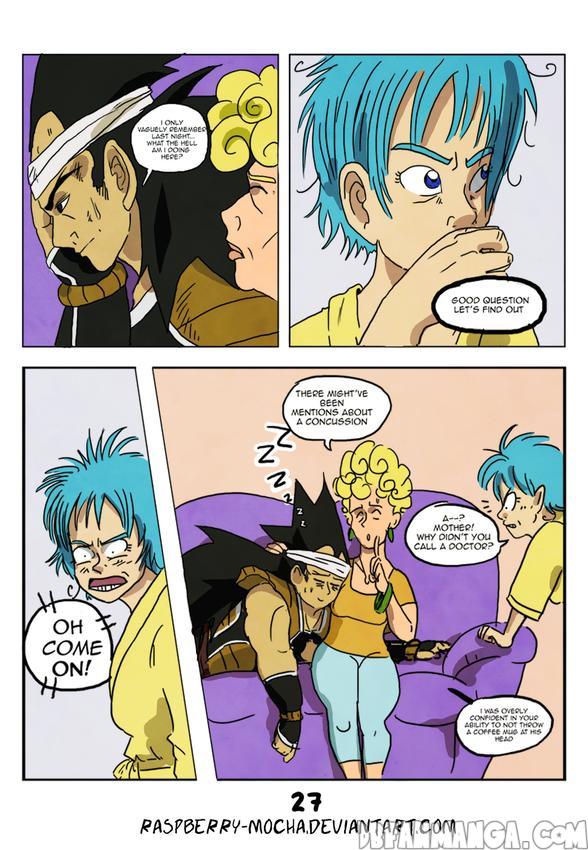 I ONLY
VAGUELY REMEMBER
LAST NIGHT...
WHAT THE HELL
AM I DOING
HERE?
GOOD QUESTION
LET'S FIND OUT
OH
COME
ON!
THERE MIGHT'VE
BEEN
MENTIONS ABOUT
A CONCUSSION
Z
Z
Z
Z
Z
Z
A--?
MOTHER!
WHY DIDN'T YOU
CALL A DOCTOR?
I WAS OVERLY
CONFIDENT IN YOUR
ABILITY TO NOT THROW
A COFFEE MUG AT HIS
HEAD
27
RASPBERRY-MOCHA.DEVIANTART.COM
DBFANMANGA.COM